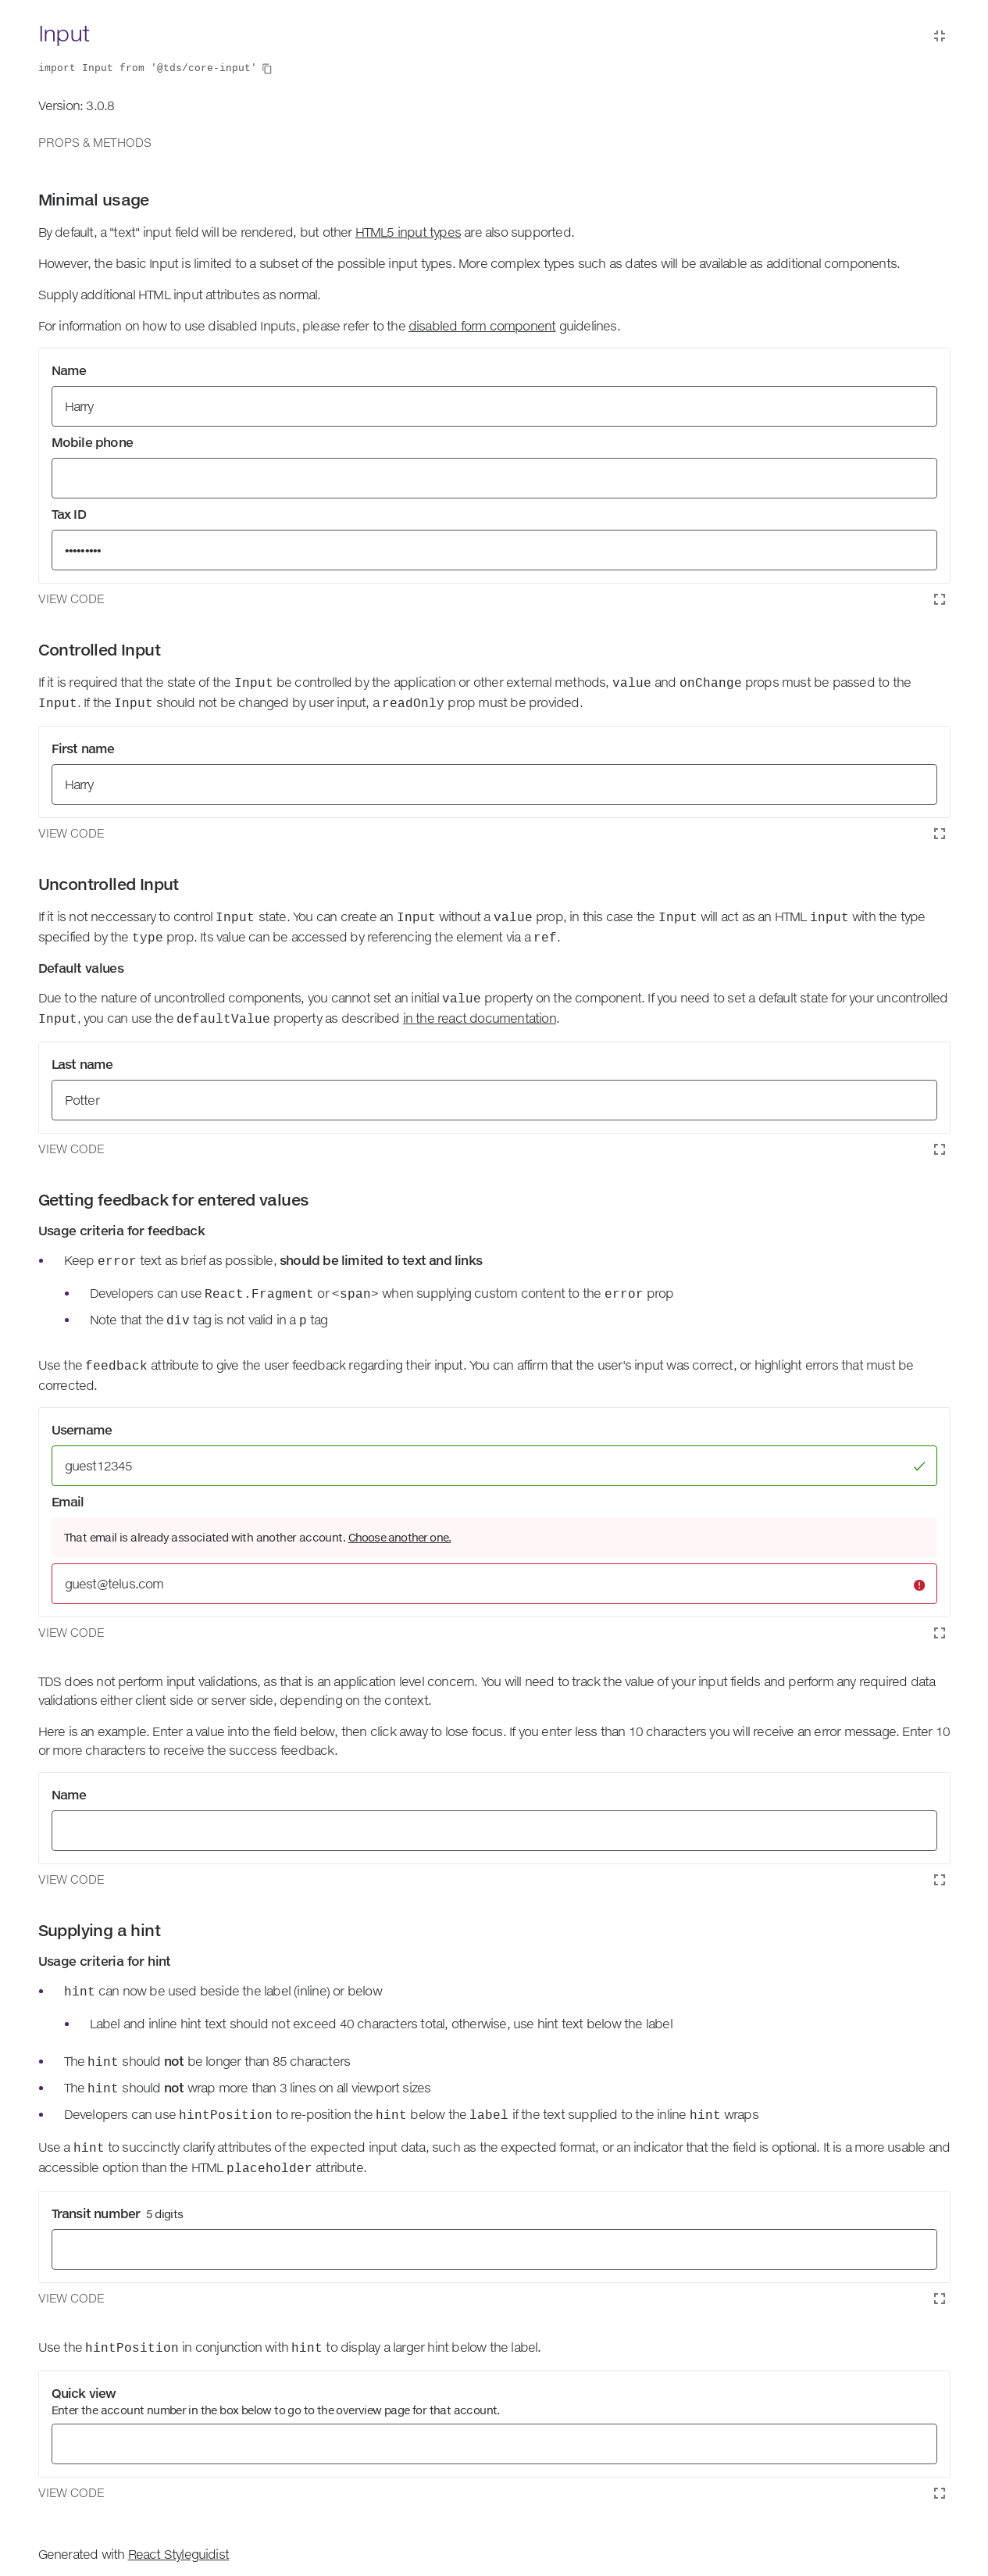 Input
import Input from '@tds/core-input'
Version: 3.0.8
PROPS & METHODS
Minimal usage
By default, a "text" input field will be rendered, but other HTML5 input types are also supported.
However, the basic Input is limited to a subset of the possible input types. More complex types such as dates will be available as additional components.
Supply additional HTML input attributes as normal.
For information on how to use disabled Inputs, please refer to the disabled form component guidelines.
Name
Harry
Mobile phone
Tax ID
•••••••••
VIEW CODE
Controlled Input
If it is required that the state of the Input be controlled by the application or other external methods, value and onChange props must be passed to the
Input. If the Input should not be changed by user input, a readOnly prop must be provided.
First name
Harry
VIEW CODE
Uncontrolled Input
If it is not neccessary to control Input state. You can create an Input without a value prop, in this case the Input will act as an HTML input with the type
specified by the type prop. Its value can be accessed by referencing the element via a ref.
Default values
Due to the nature of uncontrolled components, you cannot set an initial value property on the component. If you need to set a default state for your uncontrolled
Input, you can use the defaultValue property as described in the react documentation.
Last name
Potter
VIEW CODE
Getting feedback for entered values
Usage criteria for feedback
• Keep error text as brief as possible, should be limited to text and links
• Developers can use React.Fragment or <span> when supplying custom content to the error prop
• Note that the div tag is not valid in a p tag
Use the feedback attribute to give the user feedback regarding their input. You can affirm that the user's input was correct, or highlight errors that must be
corrected.
Username
guest12345
Email
That email is already associated with another account. Choose another one.
guest@telus.com
VIEW CODE
TDS does not perform input validations, as that is an application level concern. You will need to track the value of your input fields and perform any required data
validations either client side or server side, depending on the context.
Here is an example. Enter a value into the field below, then click away to lose focus. If you enter less than 10 characters you will receive an error message. Enter 10
or more characters to receive the success feedback.
Name
VIEW CODE
Supplying a hint
Usage criteria for hint
• hint can now be used beside the label (inline) or below
• Label and inline hint text should not exceed 40 characters total, otherwise, use hint text below the label
• The hint should not be longer than 85 characters
• The hint should not wrap more than 3 lines on all viewport sizes
• Developers can use hintPosition to re-position the hint below the label if the text supplied to the inline hint wraps
Use a hint to succinctly clarify attributes of the expected input data, such as the expected format, or an indicator that the field is optional. It is a more usable and
accessible option than the HTML placeholder attribute.
Transit number 5 digits
VIEW CODE
Use the hintPosition in conjunction with hint to display a larger hint below the label.
Quick view
Enter the account number in the box below to go to the overview page for that account.
VIEW CODE
Generated with React Styleguidist